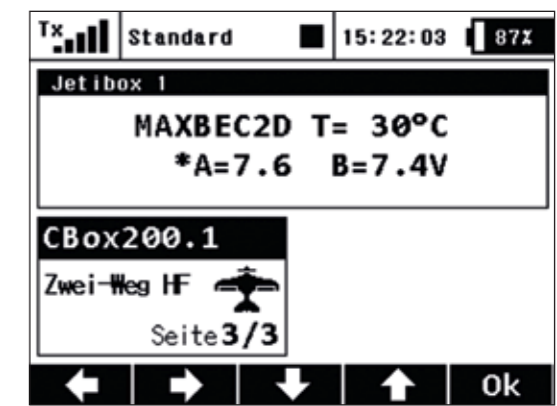 Tx Standard 15:22:03 87%
Jetibox 1
MAXBEC2D T= 30ºC
*A=7.6 B=7.4V
CBox200.1
Zwei-Weg HF
Seite3/3
Ok